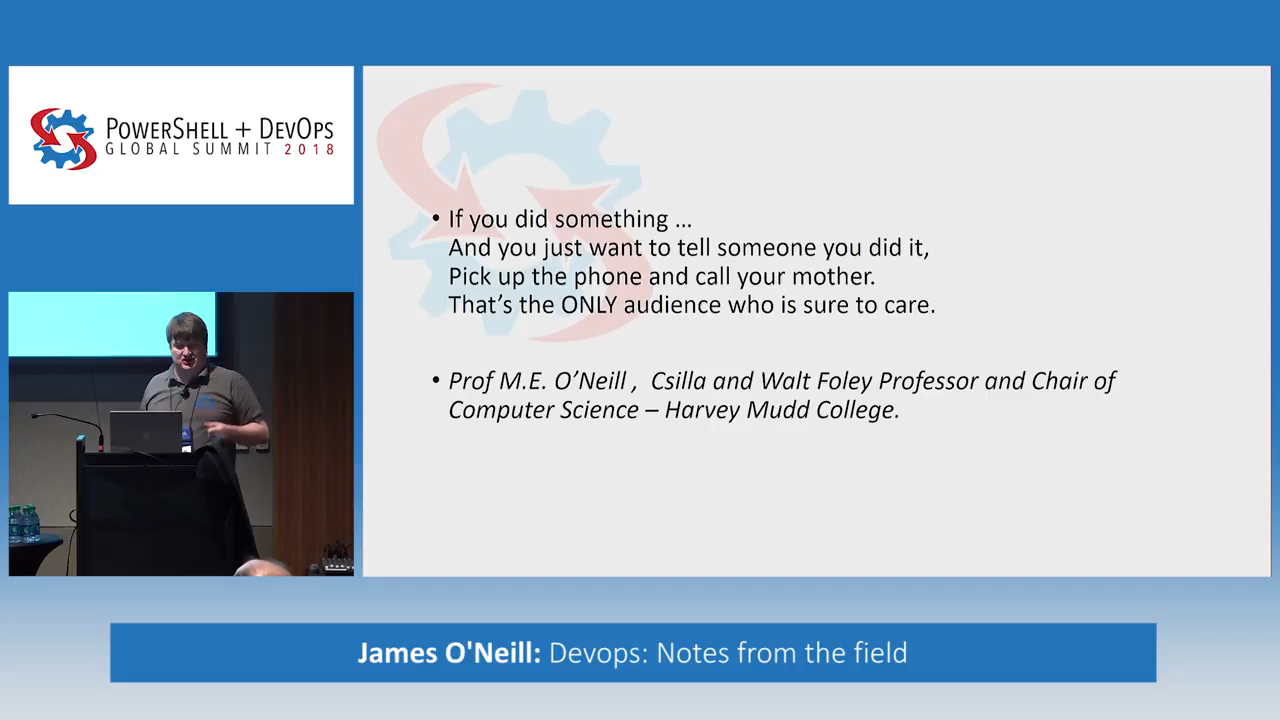 POWERSHELL + DEVOPS
GLOBAL SUMMIT 2018
• If you did something …
And you just want to tell someone you did it,
Pick up the phone and call your mother.
That’s the ONLY audience who is sure to care.
• Prof M.E. O’Neill , Csilla and Walt Foley Professor and Chair of
Computer Science – Harvey Mudd College.
James O'Neill: Devops: Notes from the field